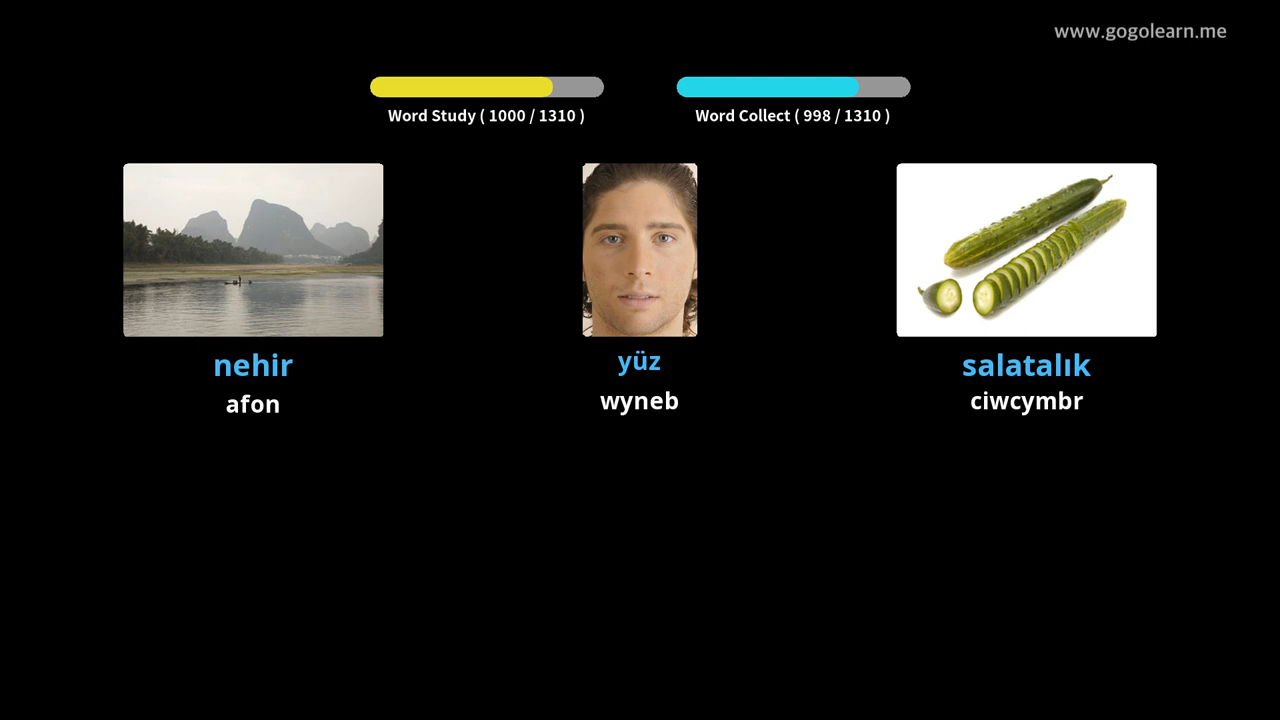 www.gogolearn.me
Word Study ( 1000 / 1310 )
Word Collect ( 998 / 1310 )
nehir
afon
yüz
wyneb
salatalık
ciwcymbr